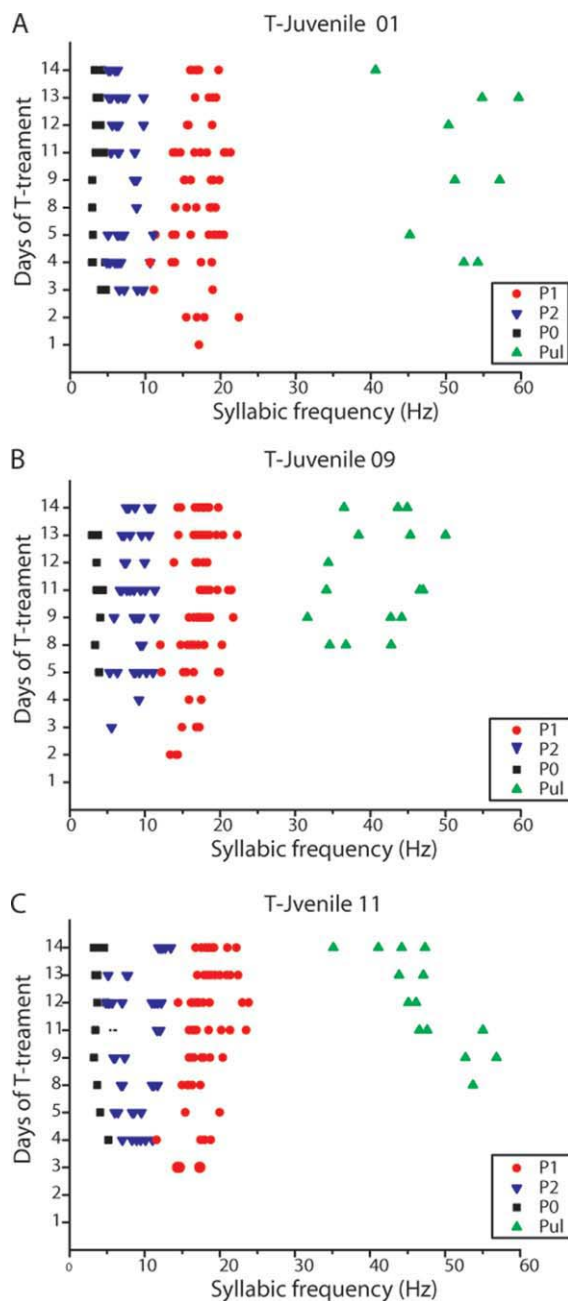 A
T-Juvenile 01
Days of T-treament
14
13
12
11
9
8
5
4
3
2
1
P1
P2
P0
Pul
0 10 20 30 40 50 60
Syllabic frequency (Hz)
B
T-Juvenile 09
Days of T-treament
14
13
12
11
9
8
5
4
3
2
1
P1
P2
P0
Pul
0 10 20 30 40 50 60
Syllabic frequency (Hz)
C
T-Jvenile 11
Days of T-treament
14
13
12
11
9
8
5
4
3
2
1
P1
P2
P0
Pul
0 10 20 30 40 50 60
Syllabic frequency (Hz)